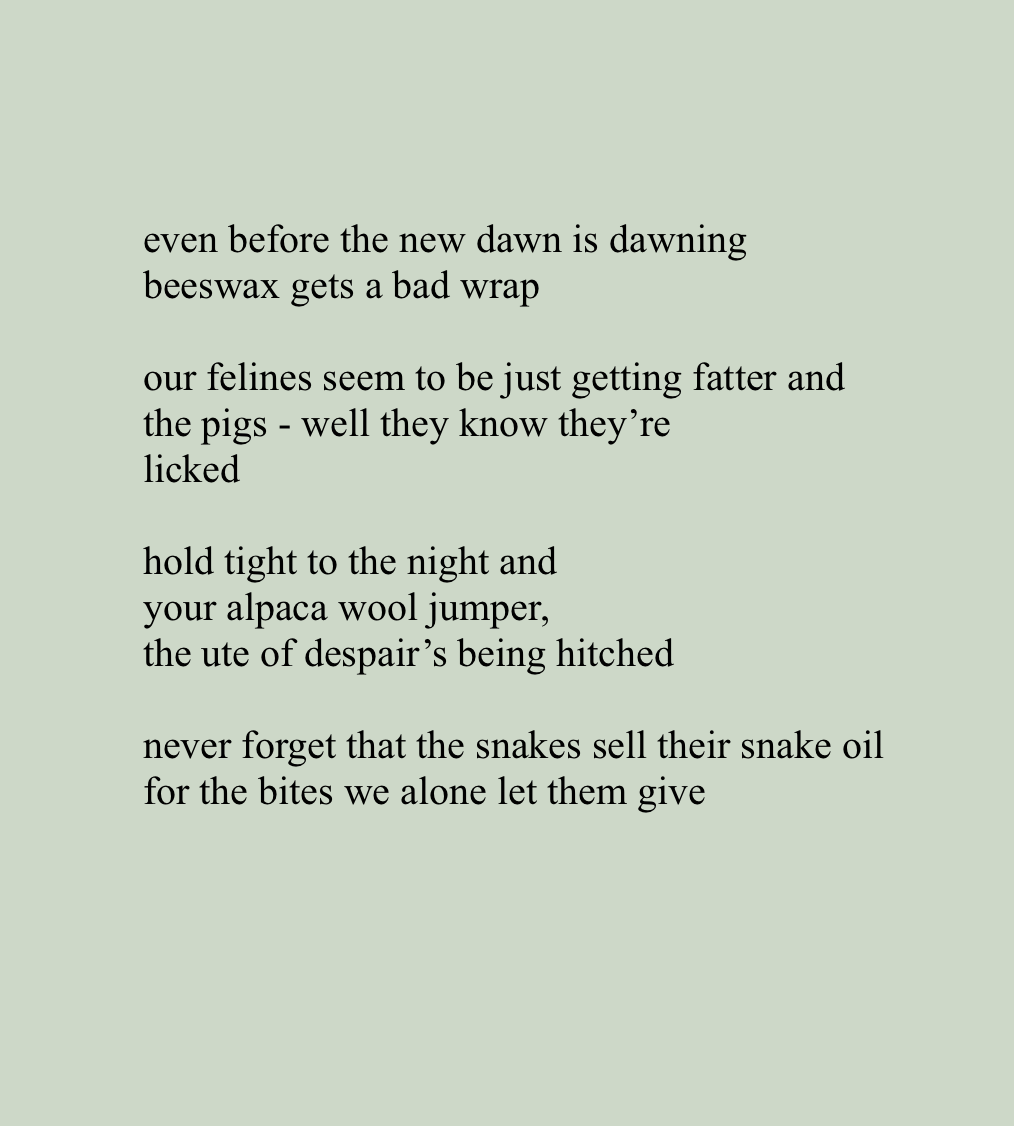 even before the new dawn is dawning
beeswax gets a bad wrap
our felines seem to be just getting fatter and
the pigs - well they know they’re
licked
hold tight to the night and
your alpaca wool jumper,
the ute of despair’s being hitched
never forget that the snakes sell their snake oil
for the bites we alone let them give